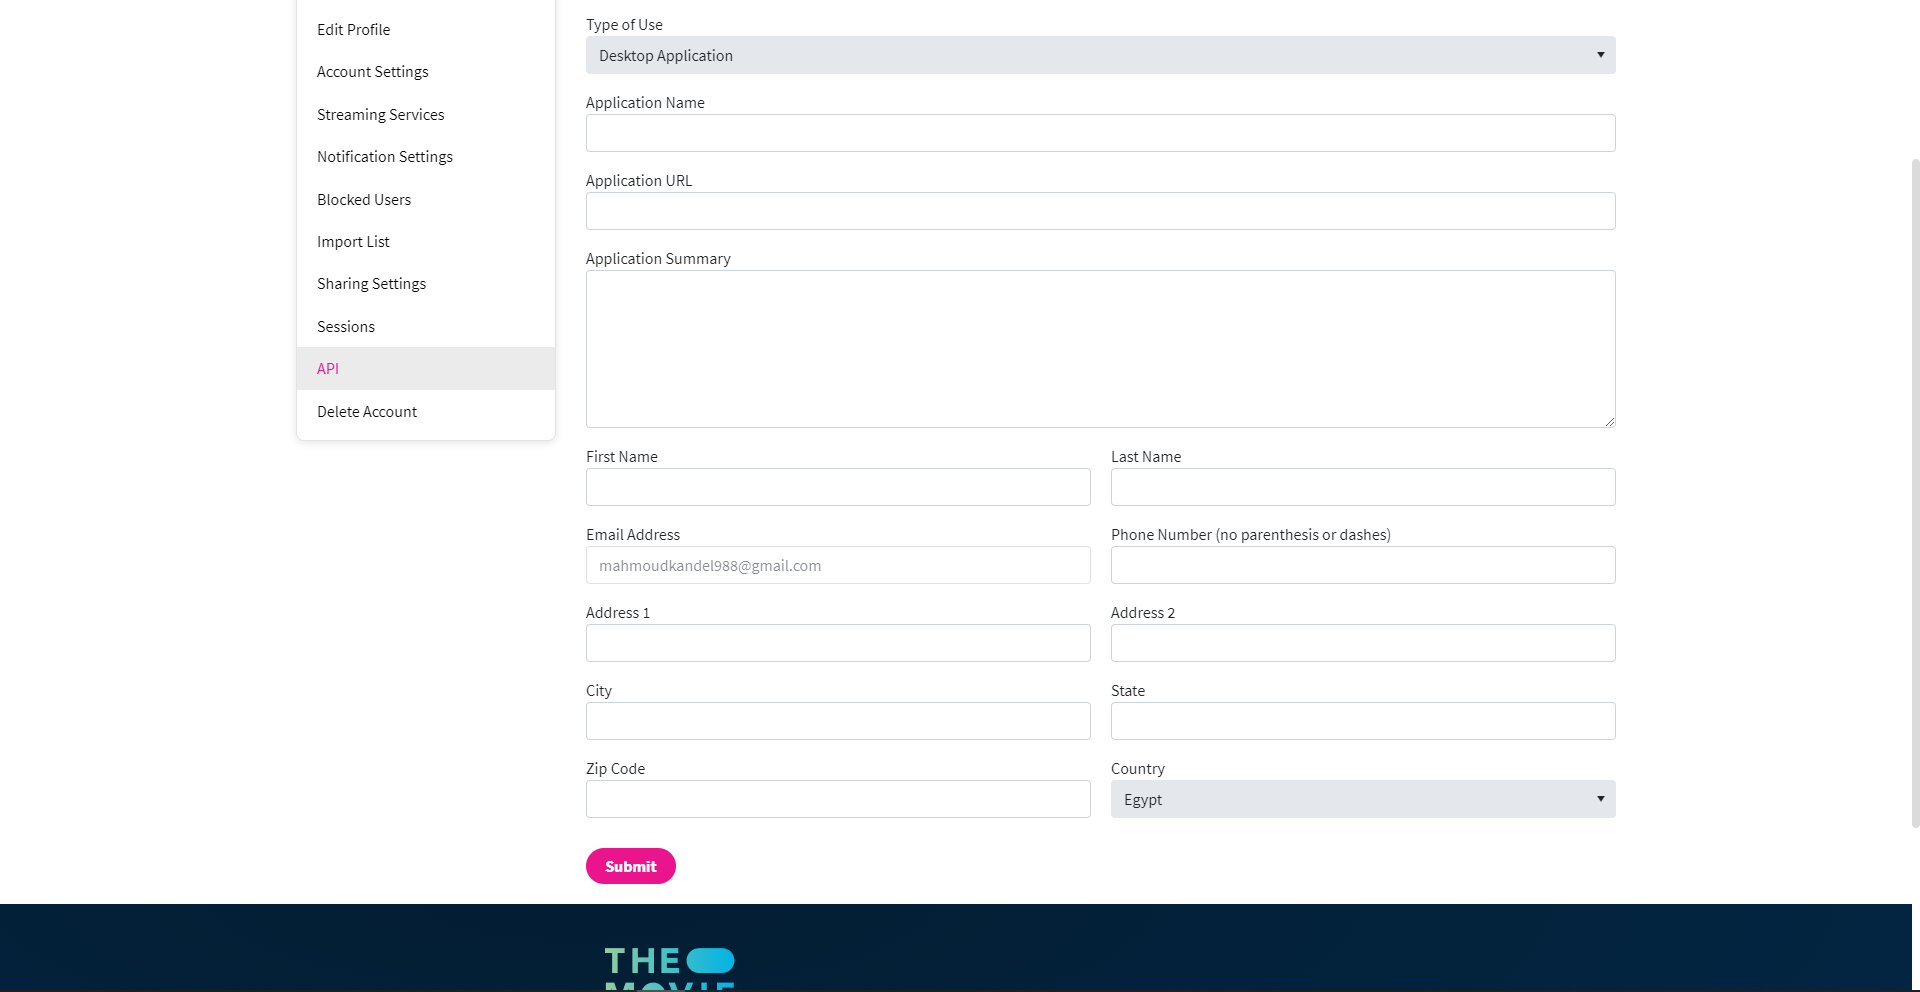 Edit Profile
Account Settings
Streaming Services
Notification Settings
Blocked Users
Import List
Sharing Settings
Sessions
API
Delete Account
Type of Use
Desktop Application
Application Name
Application URL
Application Summary
First Name
Last Name
Email Address
mahmoudkandel988@gmail.com
Phone Number (no parenthesis or dashes)
Address 1
Address 2
City
State
Zip Code
Country
Egypt
Submit
THE
MOVIE